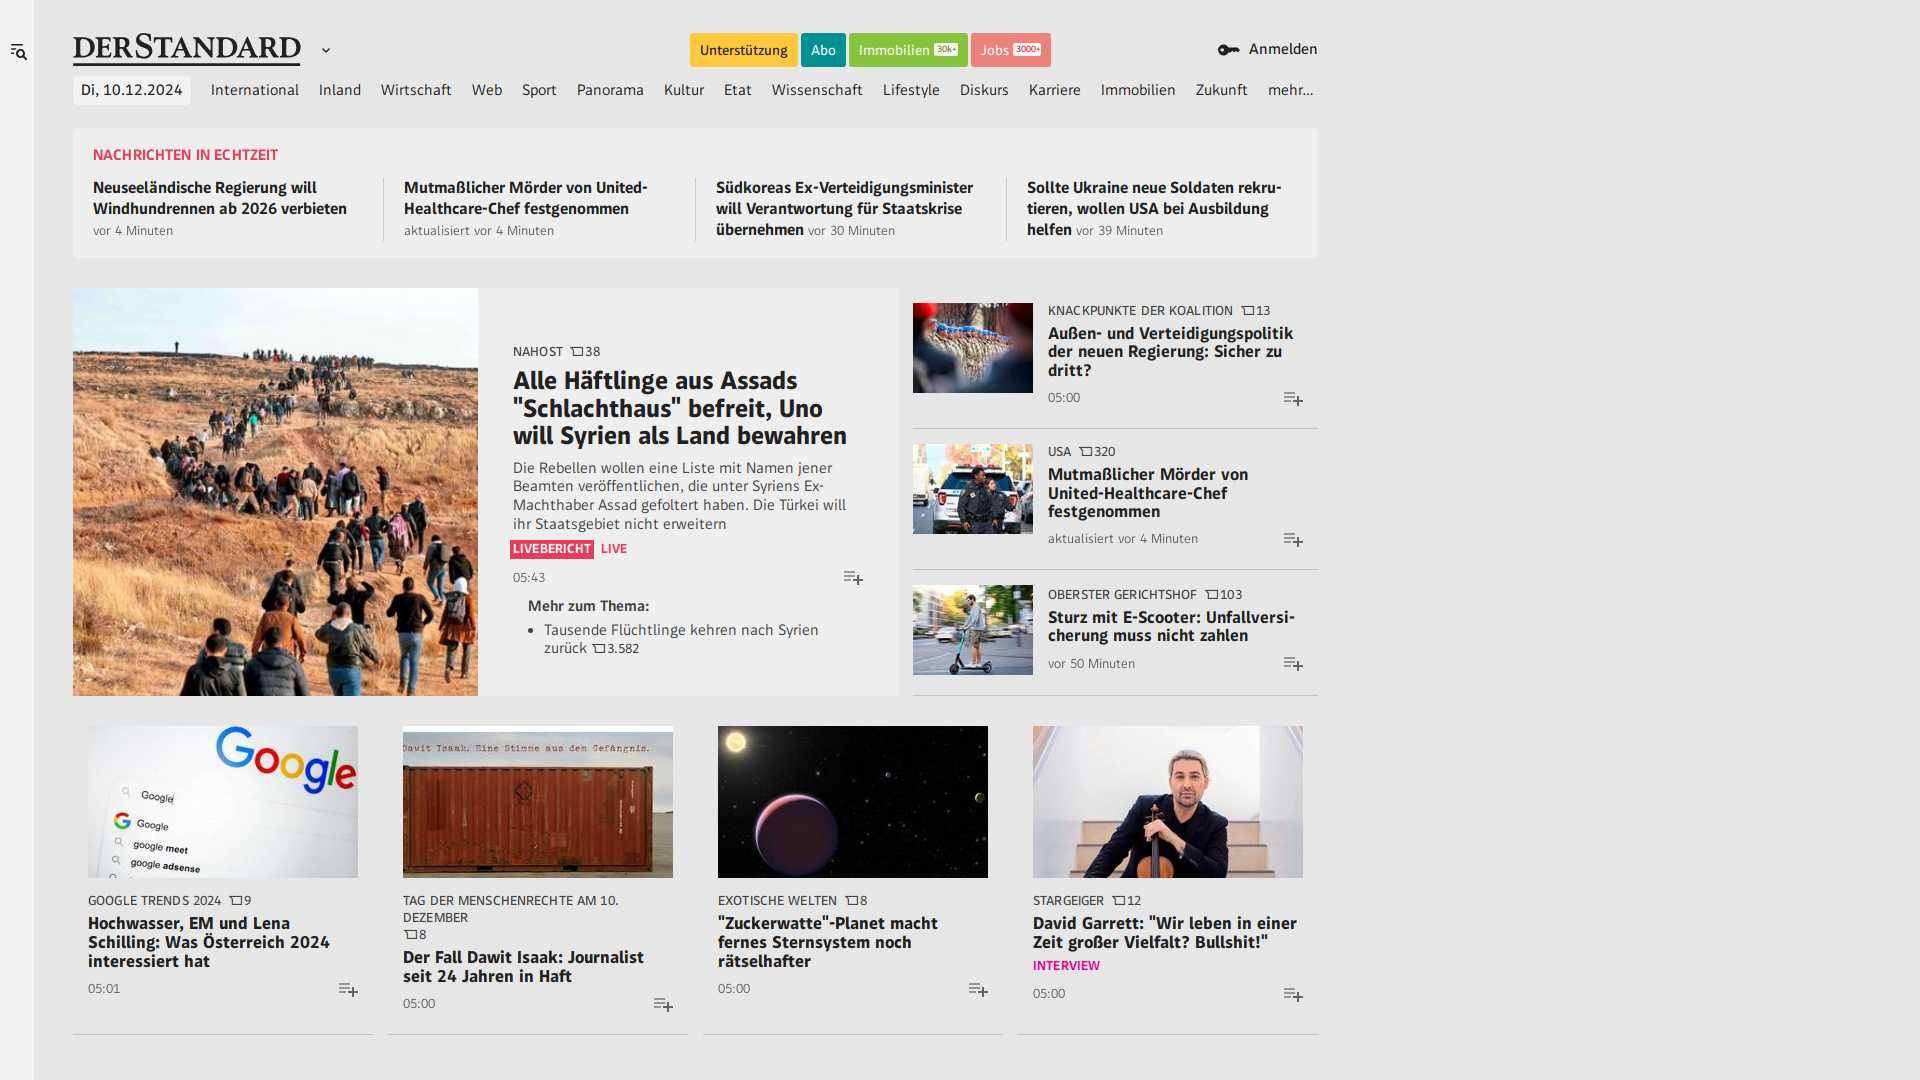 DERSTANDARD
Unterstützung
Abo
Immobilien 30k+
Jobs 3000+
Anmelden
Di, 10.12.2024
International
Inland
Wirtschaft
Web
Sport
Panorama
Kultur
Etat
Wissenschaft
Lifestyle
Diskurs
Karriere
Immobilien
Zukunft
mehr...
NACHRICHTEN IN ECHTZEIT
Neuseeländische Regierung will
Windhundrennen ab 2026 verbieten
vor 4 Minuten
Mutmaßlicher Mörder von United-
Healthcare-Chef festgenommen
aktualisiert vor 4 Minuten
Südkoreas Ex-Verteidigungsminister
will Verantwortung für Staatskrise
übernehmen vor 30 Minuten
Sollte Ukraine neue Soldaten rekru-
tieren, wollen USA bei Ausbildung
helfen vor 39 Minuten
NAHOST 38
Alle Häftlinge aus Assads
"Schlachthaus" befreit, Uno
will Syrien als Land bewahren
Die Rebellen wollen eine Liste mit Namen jener
Beamten veröffentlichen, die unter Syriens Ex-
Machthaber Assad gefoltert haben. Die Türkei will
ihr Staatsgebiet nicht erweitern
LIVEBERICHT LIVE
05:43
Mehr zum Thema:
Tausende Flüchtlinge kehren nach Syrien
zurück 3.582
KNACKPUNKTE DER KOALITION 13
Außen- und Verteidigungspolitik
der neuen Regierung: Sicher zu
dritt?
05:00
USA 320
Mutmaßlicher Mörder von
United-Healthcare-Chef
festgenommen
aktualisiert vor 4 Minuten
OBERSTER GERICHTSHOF 103
Sturz mit E-Scooter: Unfallversi-
cherung muss nicht zahlen
vor 50 Minuten
Google
Google
Google
google meet
google adsense
GOOGLE TRENDS 2024 9
Hochwasser, EM und Lena
Schilling: Was Österreich 2024
interessiert hat
05:01
Dawit Isaak. Eine Stimme aus dem Gefängnis.
TAG DER MENSCHENRECHTE AM 10.
DEZEMBER
8
Der Fall Dawit Isaak: Journalist
seit 24 Jahren in Haft
05:00
EXOTISCHE WELTEN 8
"Zuckerwatte"-Planet macht
fernes Sternsystem noch
rätselhafter
05:00
STARGEIGER 12
David Garrett: "Wir leben in einer
Zeit großer Vielfalt? Bullshit!"
INTERVIEW
05:00